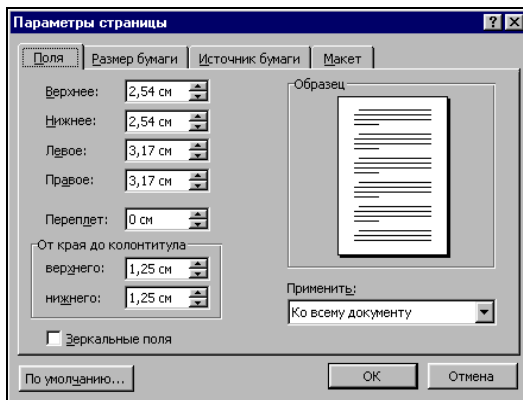 Параметры страницы
Поля Размер бумаги Источник бумаги Макет
Верхнее: 2,54 см
Нижнее: 2,54 см
Левое: 3,17 см
Правое: 3,17 см
Переплет: 0 см
От края до колонтитула
верхнего: 1,25 см
нижнего: 1,25 см
Зеркальные поля
Образец
Применить:
Ко всему документу
По умолчанию... ОК Отмена